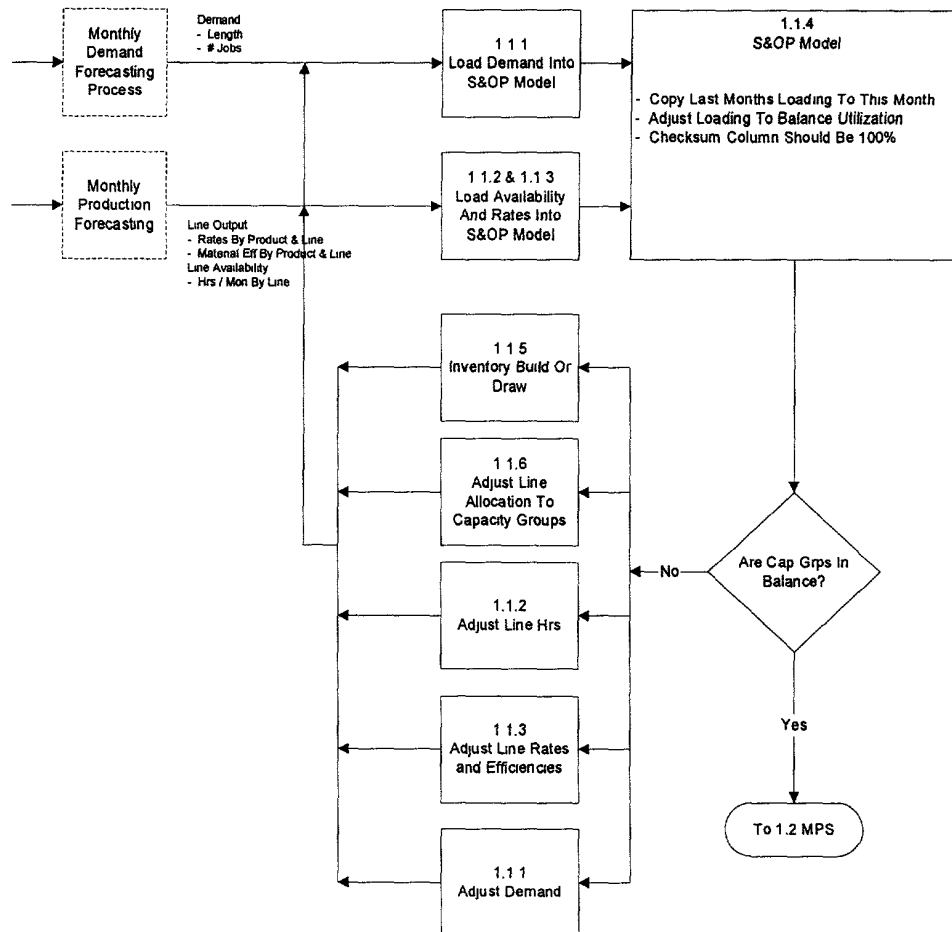 Monthly
Demand
Forecasting
Process
Demand
- Length
- # Jobs
1 1 1
Load Demand Into
S&OP Model
1.1.4
S&OP Model
- Copy Last Months Loading To This Month
- Adjust Loading To Balance Utilization
- Checksum Column Should Be 100%
Monthly
Production
Forecasting
1 1.2 & 1.1 3
Load Availability
And Rates Into
S&OP Model
Line Output
- Rates By Product & Line
- Material Eff By Product & Line
Line Availability
- Hrs / Mon By Line
1 1 5
Inventory Build Or
Draw
1 1.6
Adjust Line
Allocation To
Capacity Groups
Are Cap Grps In
Balance?
No
1.1.2
Adjust Line Hrs
1 1.3
Adjust Line Rates
and Efficiencies
Yes
To 1.2 MPS
1.1 1
Adjust Demand